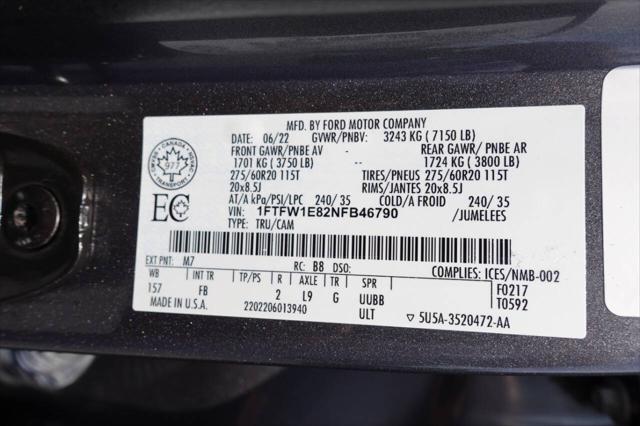 MFD. BY FORD MOTOR COMPANY
DATE: 06/22 GVWR/PNBV: 3243 KG ( 7150 LB)
FRONT GAWR/PNBE AV -- REAR GAWR/ PNBE AR
1701 KG ( 3750 LB) -- 1724 KG ( 3800 LB)
275/60R20 115T TIRES/PNEUS 275/60R20 115T
20x8.5J RIMS/JANTES 20x8.5J
AT/A kPa/PSI/LPC 240/ 35 COLD/A FROID 240/ 35
VIN: 1FTFW1E82NFB46790 /JUMELEES
TYPE: TRU/CAM
CANADA
977
TRANSPORT
EC
EXT PNT: M7 RC: B8 DSO: COMPLIES: ICES/NMB-002
WB INT TR TP/PS R AXLE TR SPR F0217
157 FB 2 L9 G UUBB T0592
MADE IN U.S.A. 2202206013940 ULT ▽ 5U5A-3520472-AA